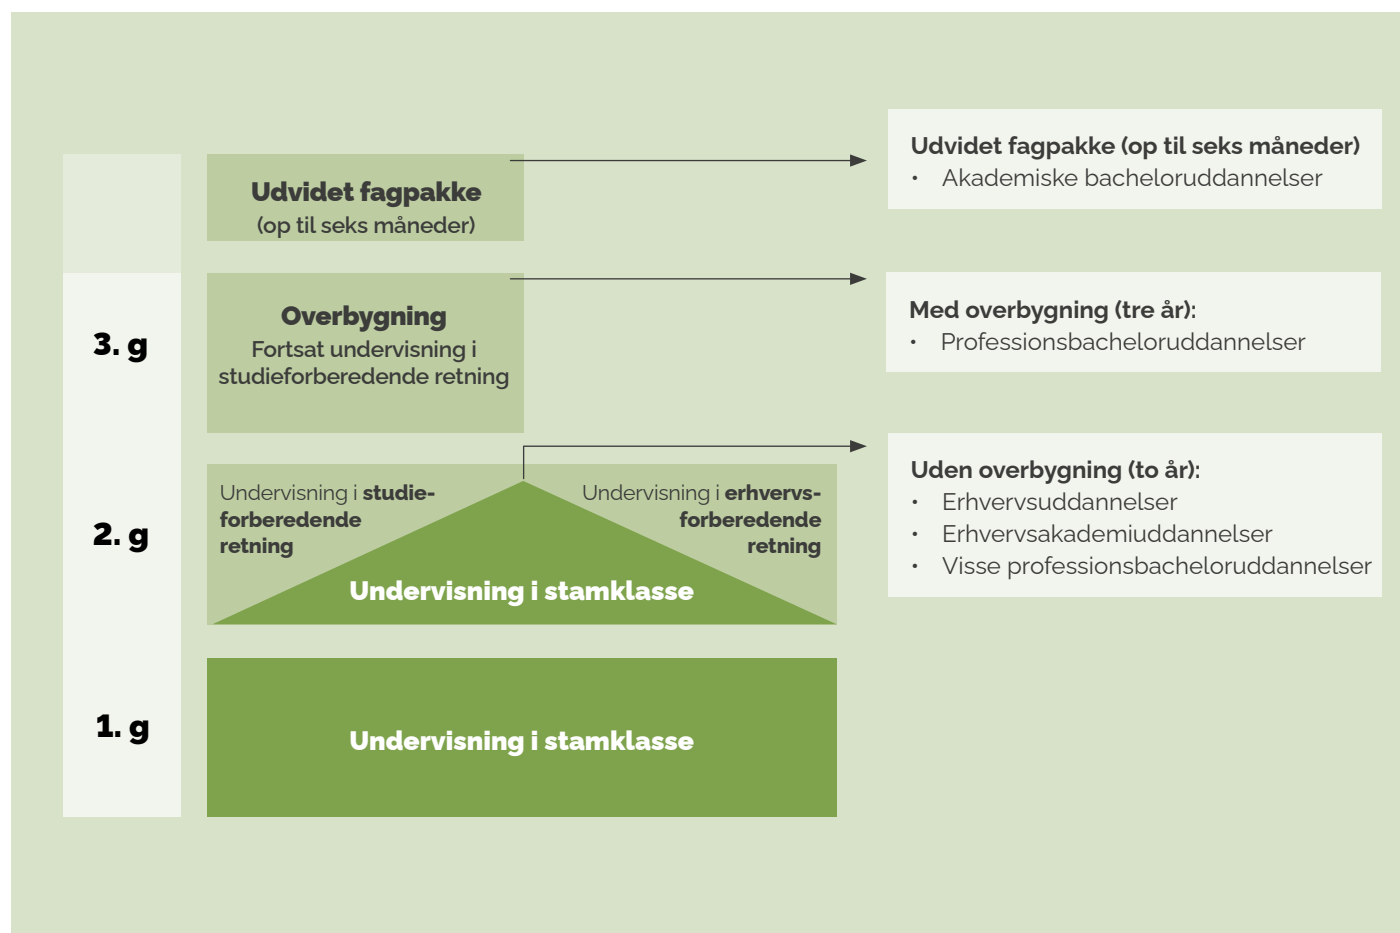 Udvidet fagpakke
(op til seks måneder)
Udvidet fagpakke (op til seks måneder)
• Akademiske bacheloruddannelser
3. g
Overbygning
Fortsat undervisning i
studieforberedende retning
Med overbygning (tre år):
• Professionsbacheloruddannelser
2. g
Undervisning i studie-
forberedende
retning
Undervisning i erhvervs-
forberedende
retning
Undervisning i stamklasse
Uden overbygning (to år):
• Erhvervsuddannelser
• Erhvervsakademiuddannelser
• Visse professionsbacheloruddannelser
1. g
Undervisning i stamklasse